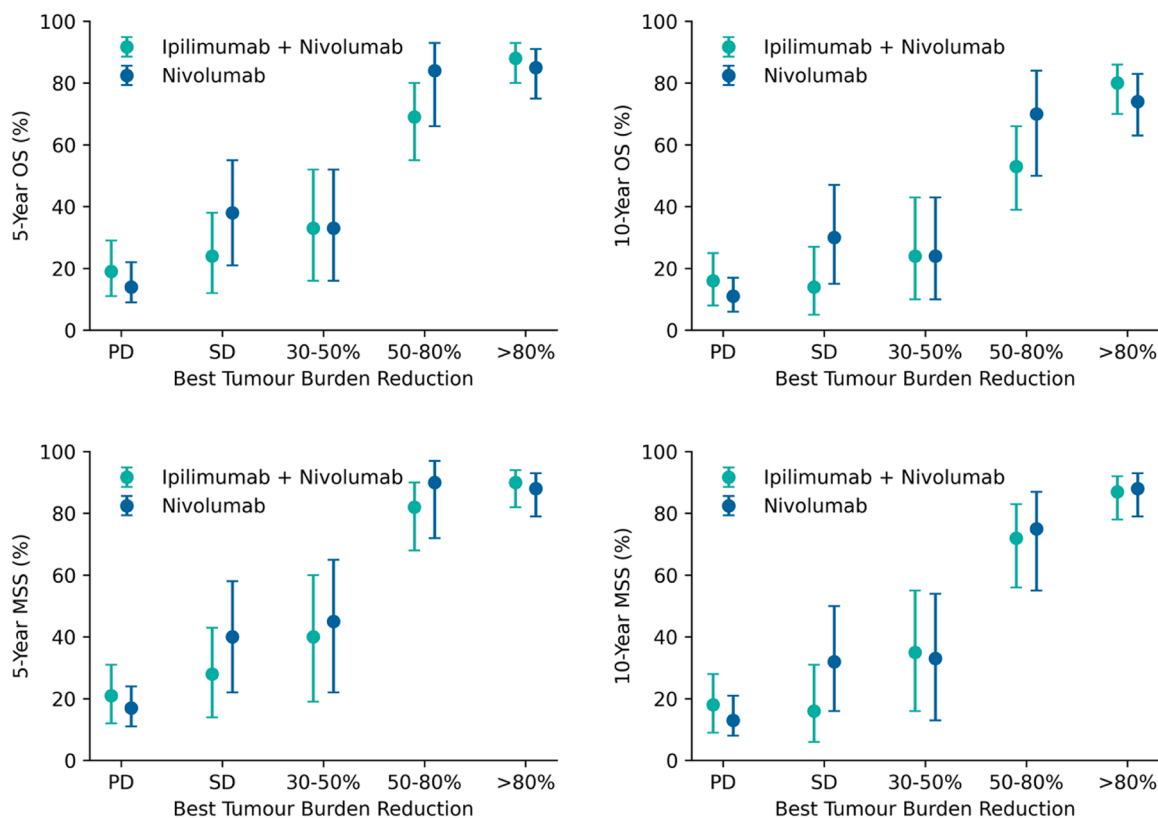 100
80
60
40
20
0
5-Year OS (%)
Ipilimumab + Nivolumab
Nivolumab
PD SD 30-50% 50-80% >80%
Best Tumour Burden Reduction
100
80
60
40
20
0
10-Year OS (%)
Ipilimumab + Nivolumab
Nivolumab
PD SD 30-50% 50-80% >80%
Best Tumour Burden Reduction
100
80
60
40
20
0
5-Year MSS (%)
Ipilimumab + Nivolumab
Nivolumab
PD SD 30-50% 50-80% >80%
Best Tumour Burden Reduction
100
80
60
40
20
0
10-Year MSS (%)
Ipilimumab + Nivolumab
Nivolumab
PD SD 30-50% 50-80% >80%
Best Tumour Burden Reduction